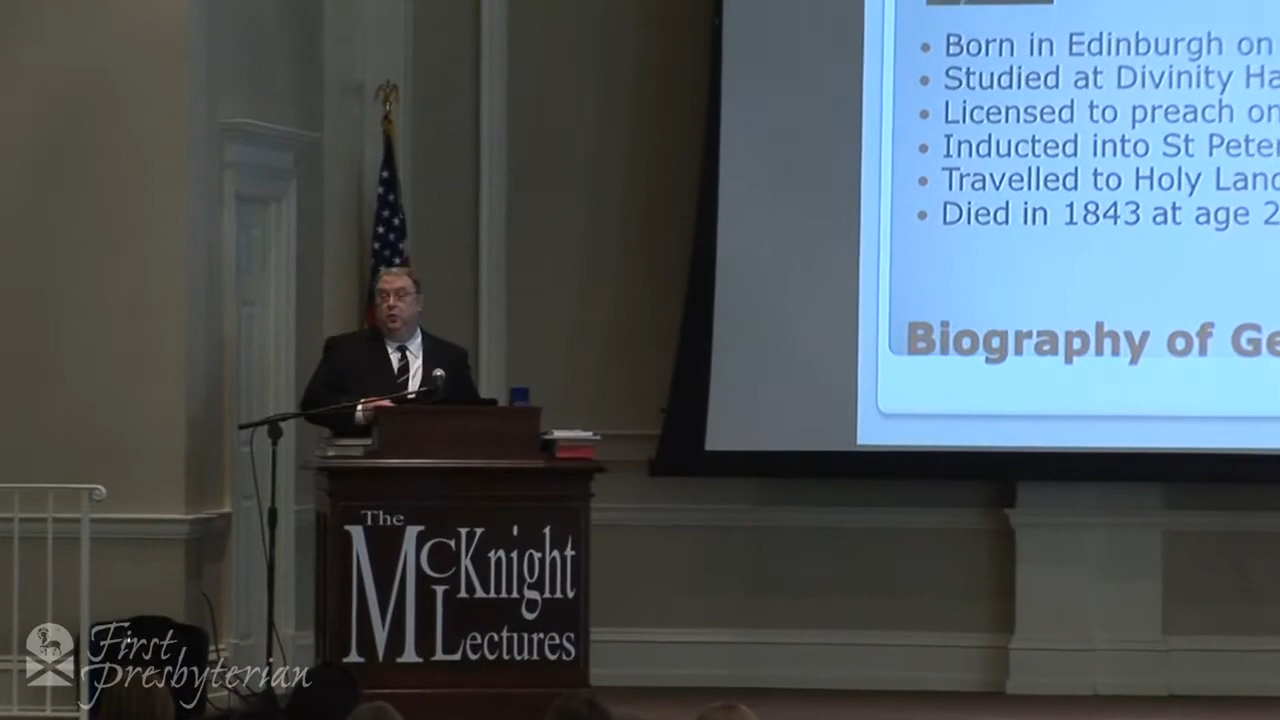 Born in Edinburgh on
Studied at Divinity Ha
Licensed to preach on
Inducted into St Peter
Travelled to Holy Land
Died in 1843 at age 2
Biography of Ge
The
McKnight
Lectures
First
Presbyterian